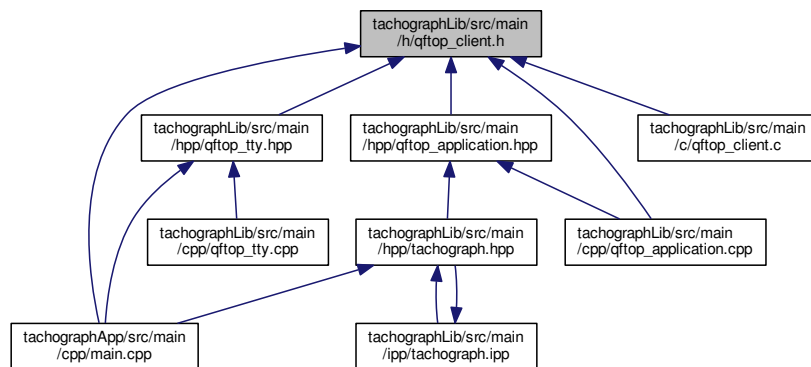 tachographLib/src/main
/h/qftop_client.h
tachographLib/src/main
/hpp/qftop_tty.hpp
tachographLib/src/main
/hpp/qftop_application.hpp
tachographLib/src/main
/c/qftop_client.c
tachographLib/src/main
/cpp/qftop_tty.cpp
tachographLib/src/main
/hpp/tachograph.hpp
tachographLib/src/main
/cpp/qftop_application.cpp
tachographApp/src/main
/cpp/main.cpp
tachographLib/src/main
/ipp/tachograph.ipp